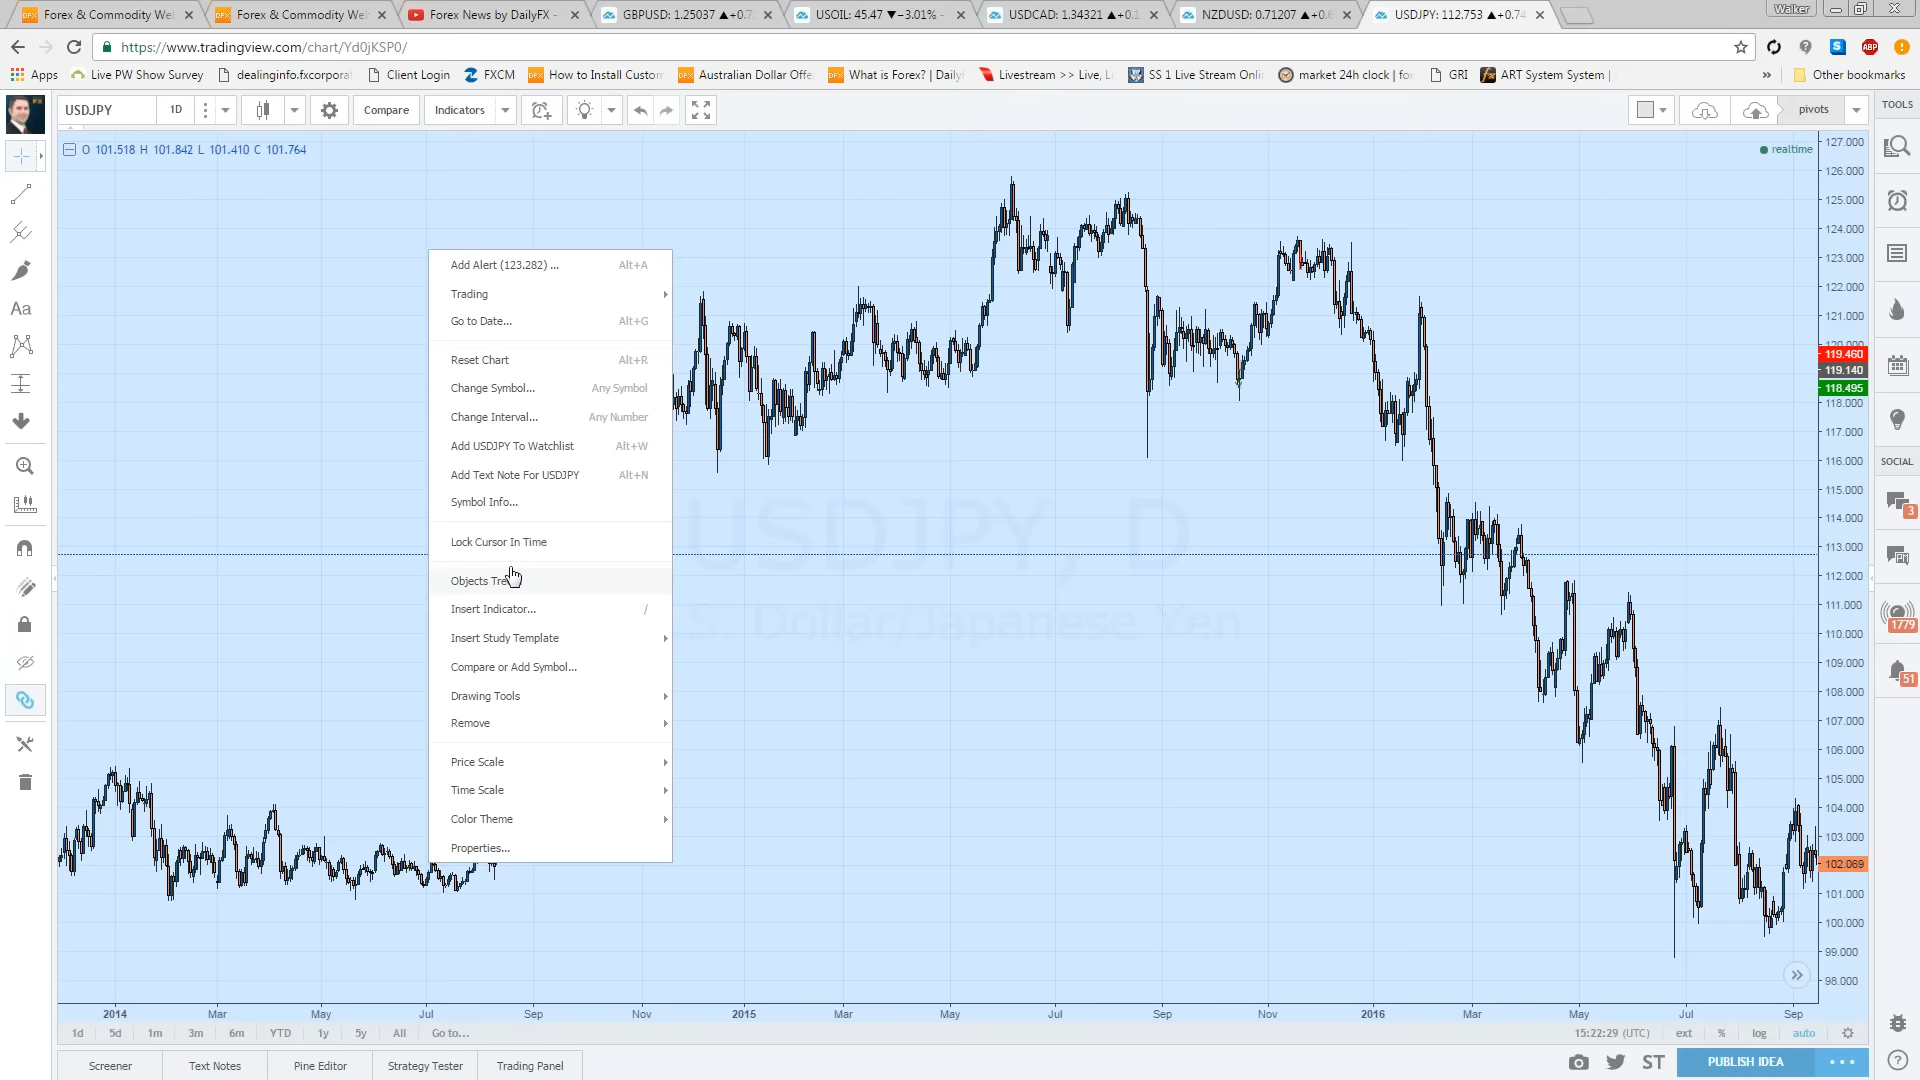 Forex & Commodity We
Forex & Commodity Wei
Forex News by DailyFX -
GBPUSD: 1.25037 ▲+0.7
USOIL: 45.47 ▼−3.01% -
USDCAD: 1.34321 ▲+0.1
NZDUSD: 0.71207 ▲+0.6
USDJPY: 112.753 ▲+0.74
Walker
https://www.tradingview.com/chart/Yd0jKSP0/
Apps
Live PW Show Survey
dealinginfo.fxcorporat
Client Login
FXCM
How to Install Custom
Australian Dollar Offe
What is Forex? | Daily
Livestream >> Live, Li
SS 1 Live Stream Onli
market 24h clock | for
GRI
ART System System |
Other bookmarks
USDJPY
1D
Compare
Indicators
pivots
TOOLS
O 101.518 H 101.842 L 101.410 C 101.764
realtime
127.000
126.000
125.000
124.000
123.000
122.000
121.000
120.000
119.460
119.140
118.495
118.000
117.000
116.000
115.000
114.000
113.000
112.000
111.000
110.000
109.000
108.000
107.000
106.000
105.000
104.000
103.000
102.069
101.000
100.000
99.000
98.000
Add Alert (123.282) ... Alt+A
Trading
Go to Date... Alt+G
Reset Chart Alt+R
Change Symbol... Any Symbol
Change Interval... Any Number
Add USDJPY To Watchlist Alt+W
Add Text Note For USDJPY Alt+N
Symbol Info...
Lock Cursor In Time
Objects Tre
Insert Indicator... /
Insert Study Template
Compare or Add Symbol...
Drawing Tools
Remove
Price Scale
Time Scale
Color Theme
Properties...
USDJPY, D
.S. Dollar/Japanese Yen
Aa
SOCIAL
3
1779
51
2014 Mar May Jul Sep Nov 2015 Mar May Jul Sep Nov 2016 Mar May Jul Sep
1d 5d 1m 3m 6m YTD 1y 5y All Go to...
15:22:29 (UTC) ext % log auto
Screener
Text Notes
Pine Editor
Strategy Tester
Trading Panel
ST
PUBLISH IDEA
ABP